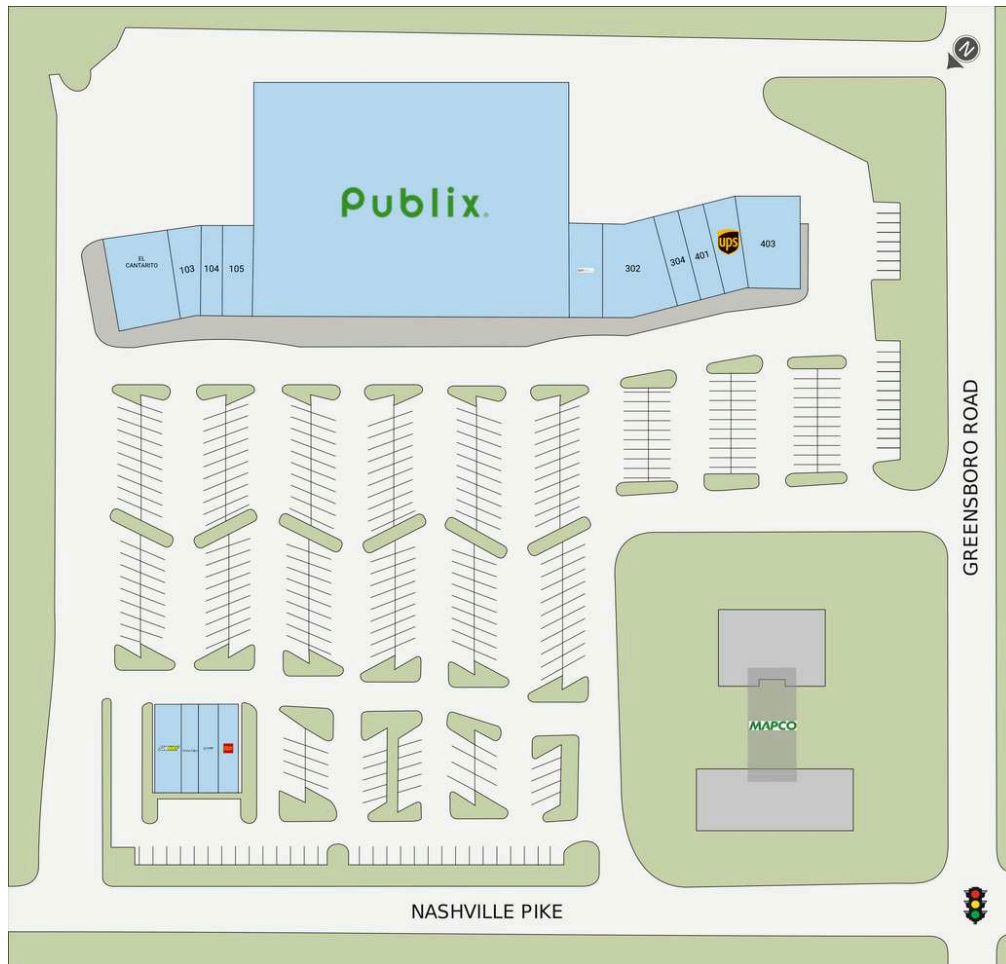 N
Publix.
EL
CANTARITO
103
104
105
302
304
401
ups
403
GREENSBORO ROAD
MAPCO
NASHVILLE PIKE